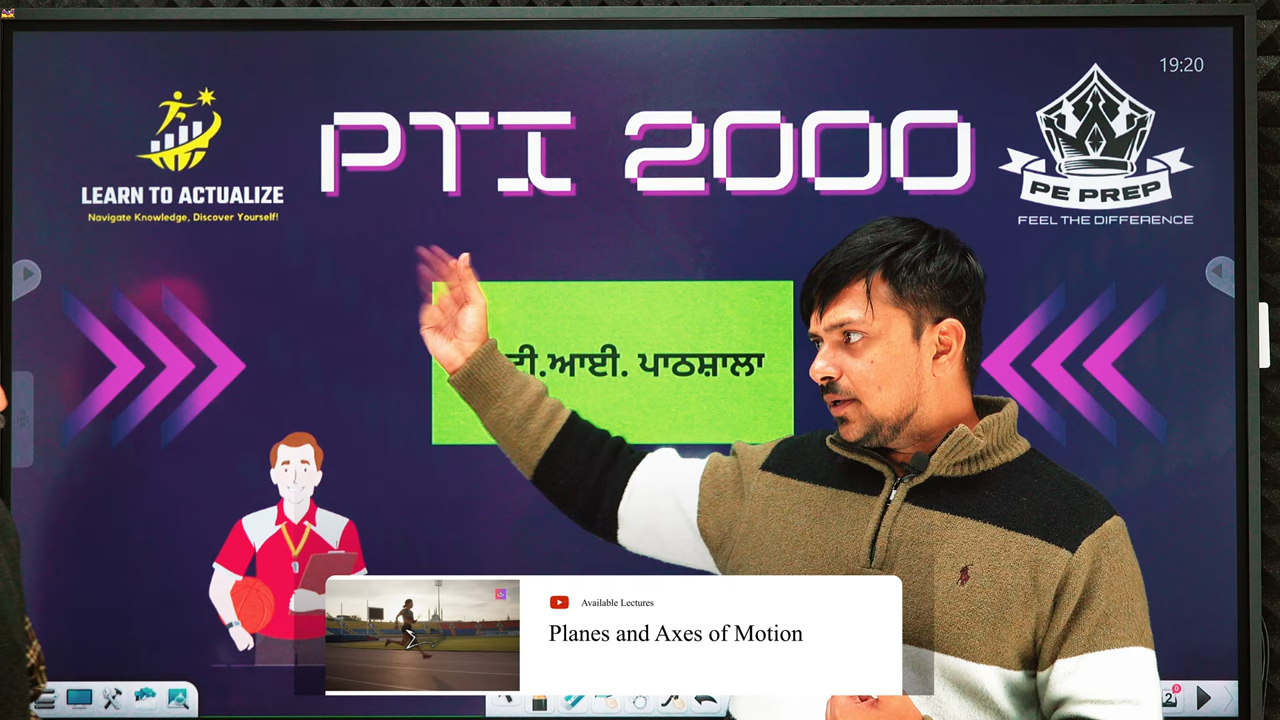 19:20
LEARN TO ACTUALIZE
Navigate Knowledge, Discover Yourself!
PTI 2000
PE PREP
FEEL THE DIFFERENCE
ਟੀ.ਆਈ. ਪਾਠਸ਼ਾਲਾ
Available Lectures
Planes and Axes of Motion
2